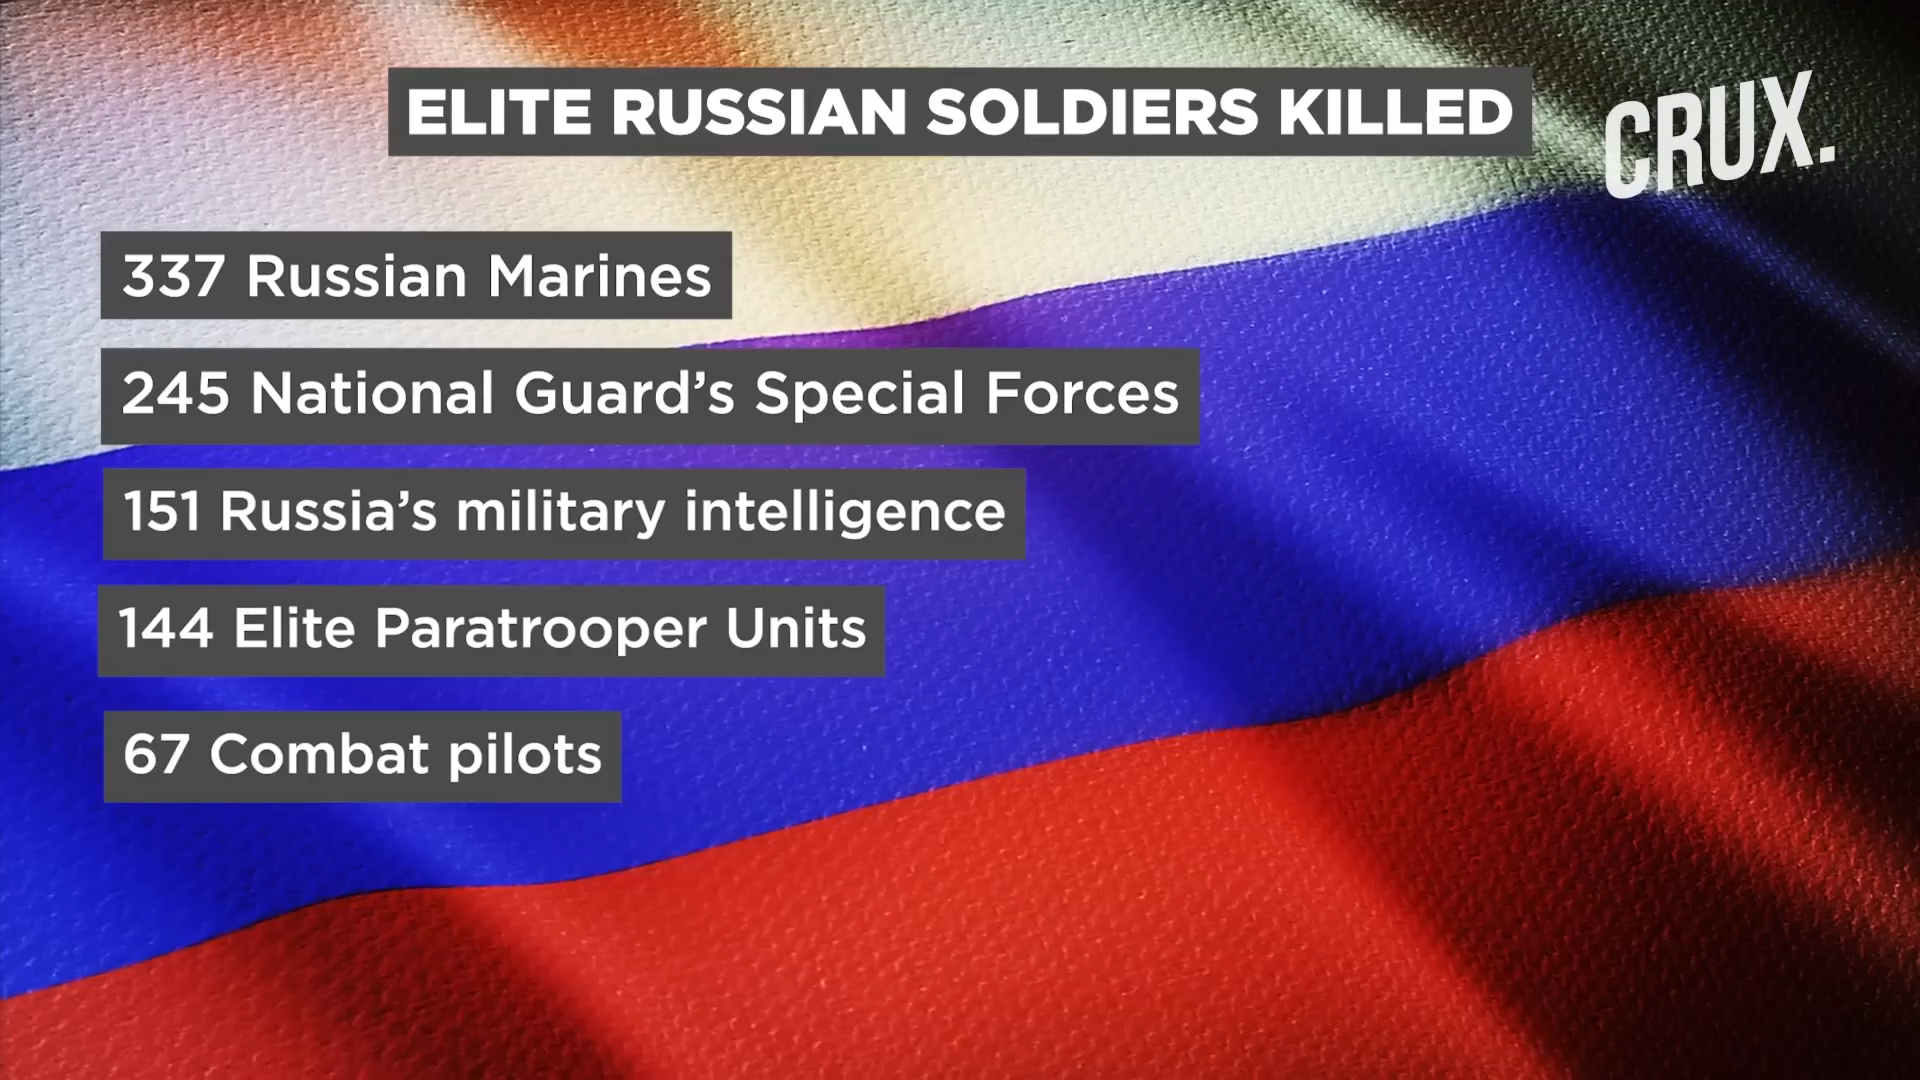 ELITE RUSSIAN SOLDIERS KILLED
CRUX.
337 Russian Marines
245 National Guard’s Special Forces
151 Russia’s military intelligence
144 Elite Paratrooper Units
67 Combat pilots